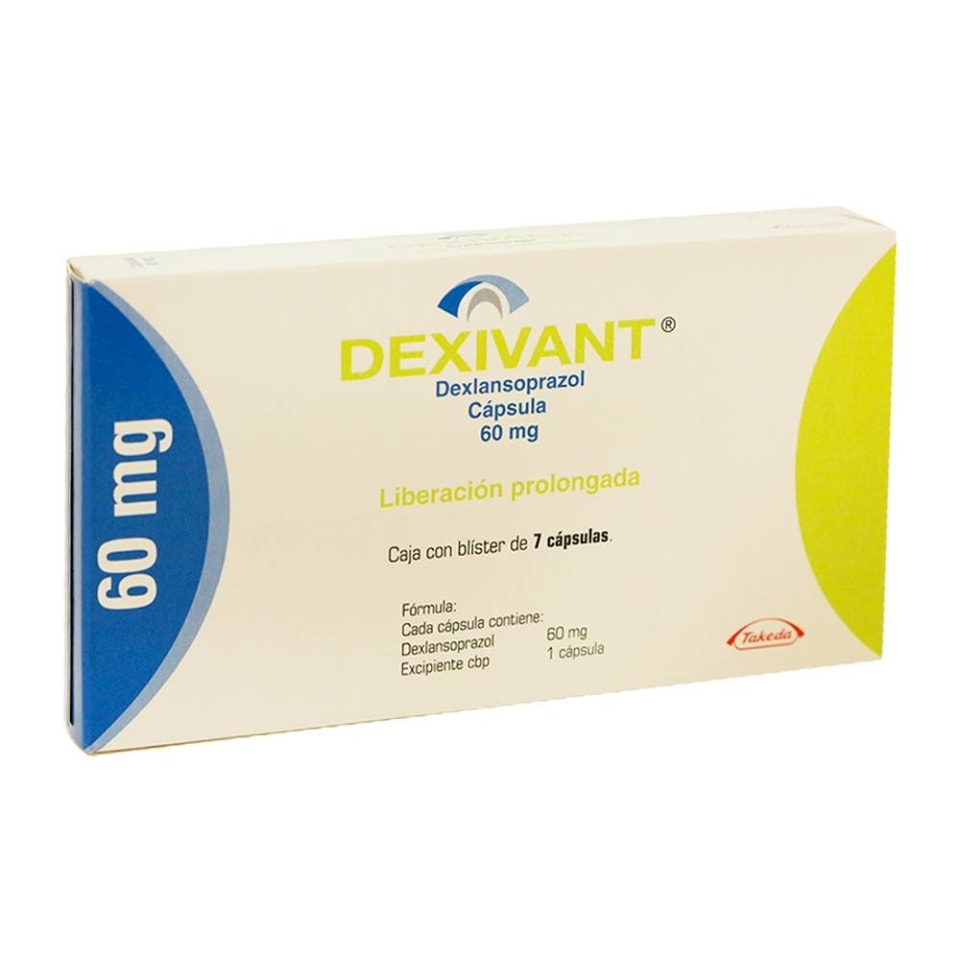 DEXIVANT
60 mg
DEXIVANT®
Dexlansoprazol
Cápsula
60 mg
Liberación prolongada
Caja con blíster de 7 cápsulas.
Fórmula:
Cada cápsula contiene:
Dexlansoprazol 60 mg
Excipiente cbp 1 cápsula
Takeda